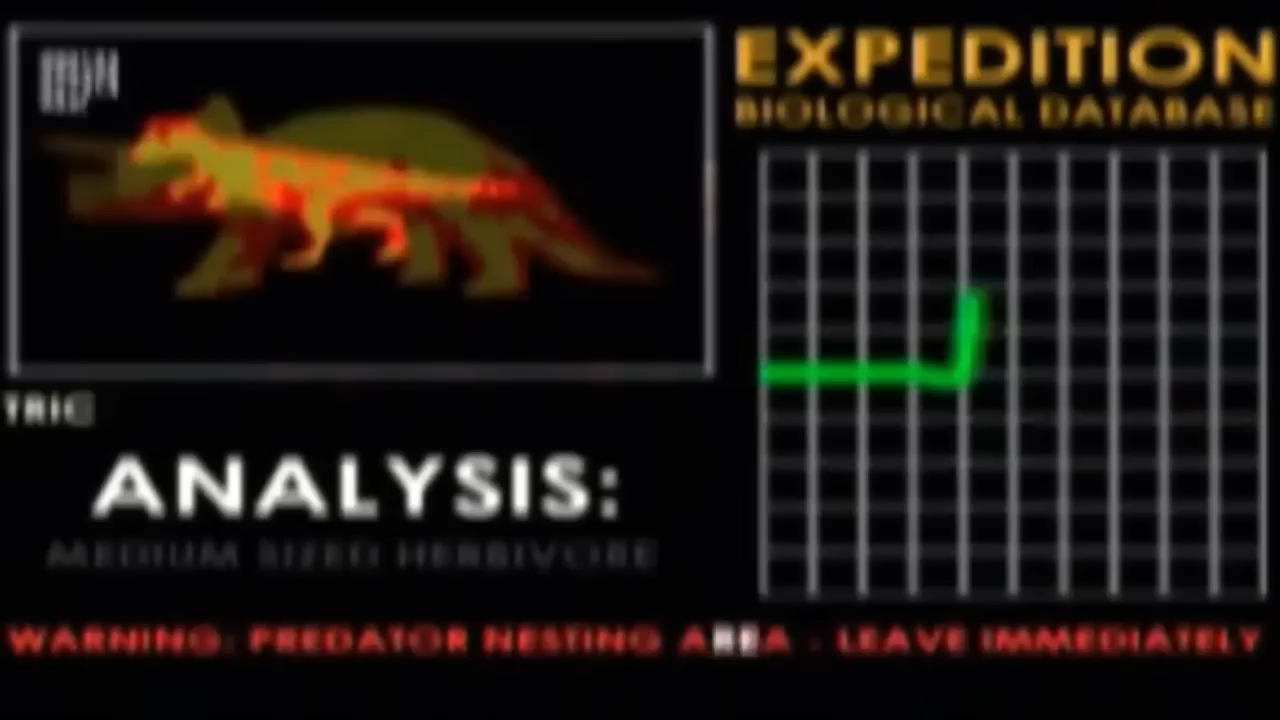 EXPEDITION
BIOLOGICAL DATABASE
TRIC
ANALYSIS:
MEDIUM SIZED HERBIVORE
WARNING: PREDATOR NESTING AREA - LEAVE IMMEDIATELY